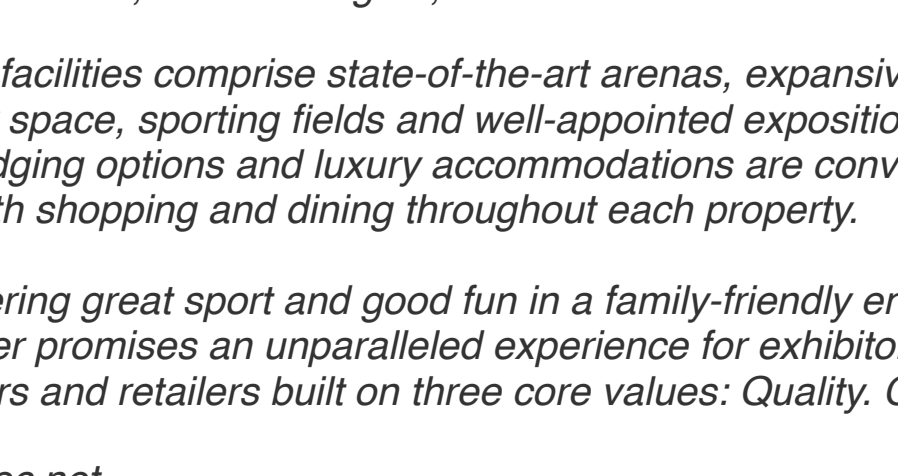 facilities comprise state-of-the-art arenas, expansiv
space, sporting fields and well-appointed expositio
dging options and luxury accommodations are conv
th shopping and dining throughout each property.
ering great sport and good fun in a family-friendly er
er promises an unparalleled experience for exhibito
rs and retailers built on three core values: Quality.